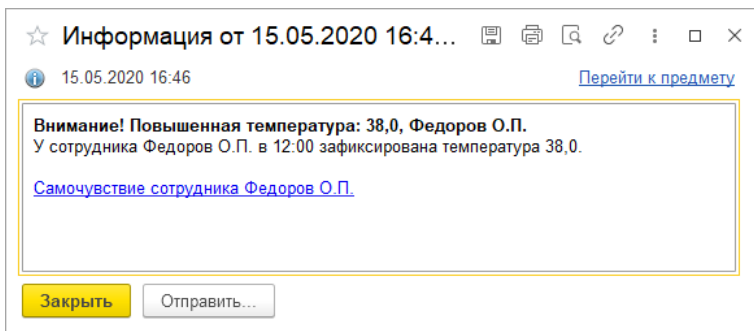 Информация от 15.05.2020 16:4...
15.05.2020 16:46
Перейти к предмету
Внимание! Повышенная температура: 38,0, Федоров О.П.
У сотрудника Федоров О.П. в 12:00 зафиксирована температура 38,0.
Самочувствие сотрудника Федоров О.П.
Закрыть
Отправить...